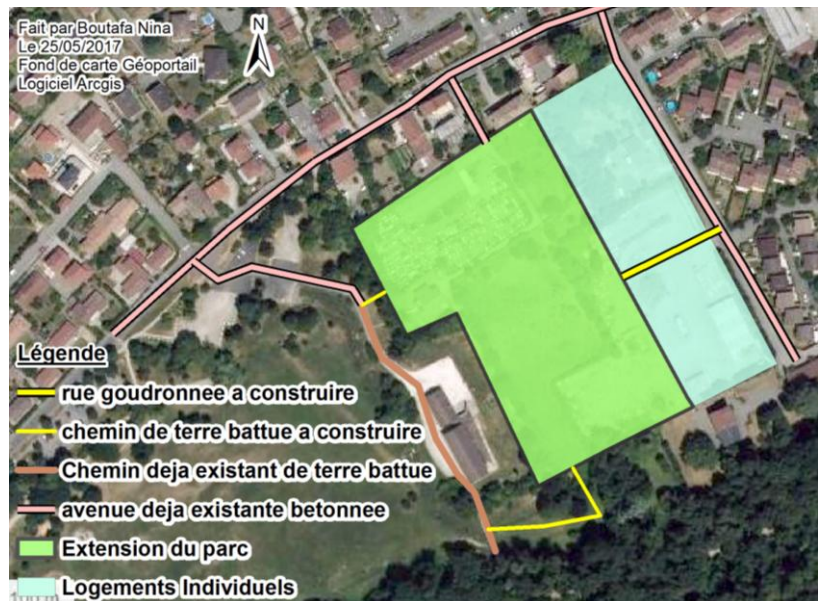 Fait par Boutafa Nina
Le 25/05/2017
Fond de carte Géoportail
Logiciel Arcgis
N
Légende
rue goudronnee a construire
chemin de terre battue a construire
Chemin deja existant de terre battue
avenue deja existante betonnee
Extension du parc
Logements Individuels